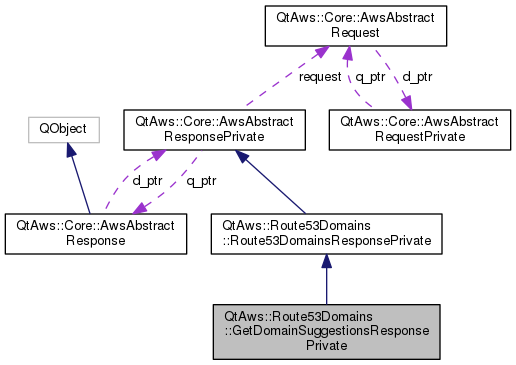 QtAws::Core::AwsAbstract
Request
request
q_ptr
d_ptr
QObject
QtAws::Core::AwsAbstract
ResponsePrivate
QtAws::Core::AwsAbstract
RequestPrivate
d_ptr
q_ptr
QtAws::Core::AwsAbstract
Response
QtAws::Route53Domains
::Route53DomainsResponsePrivate
QtAws::Route53Domains
::GetDomainSuggestionsResponse
Private